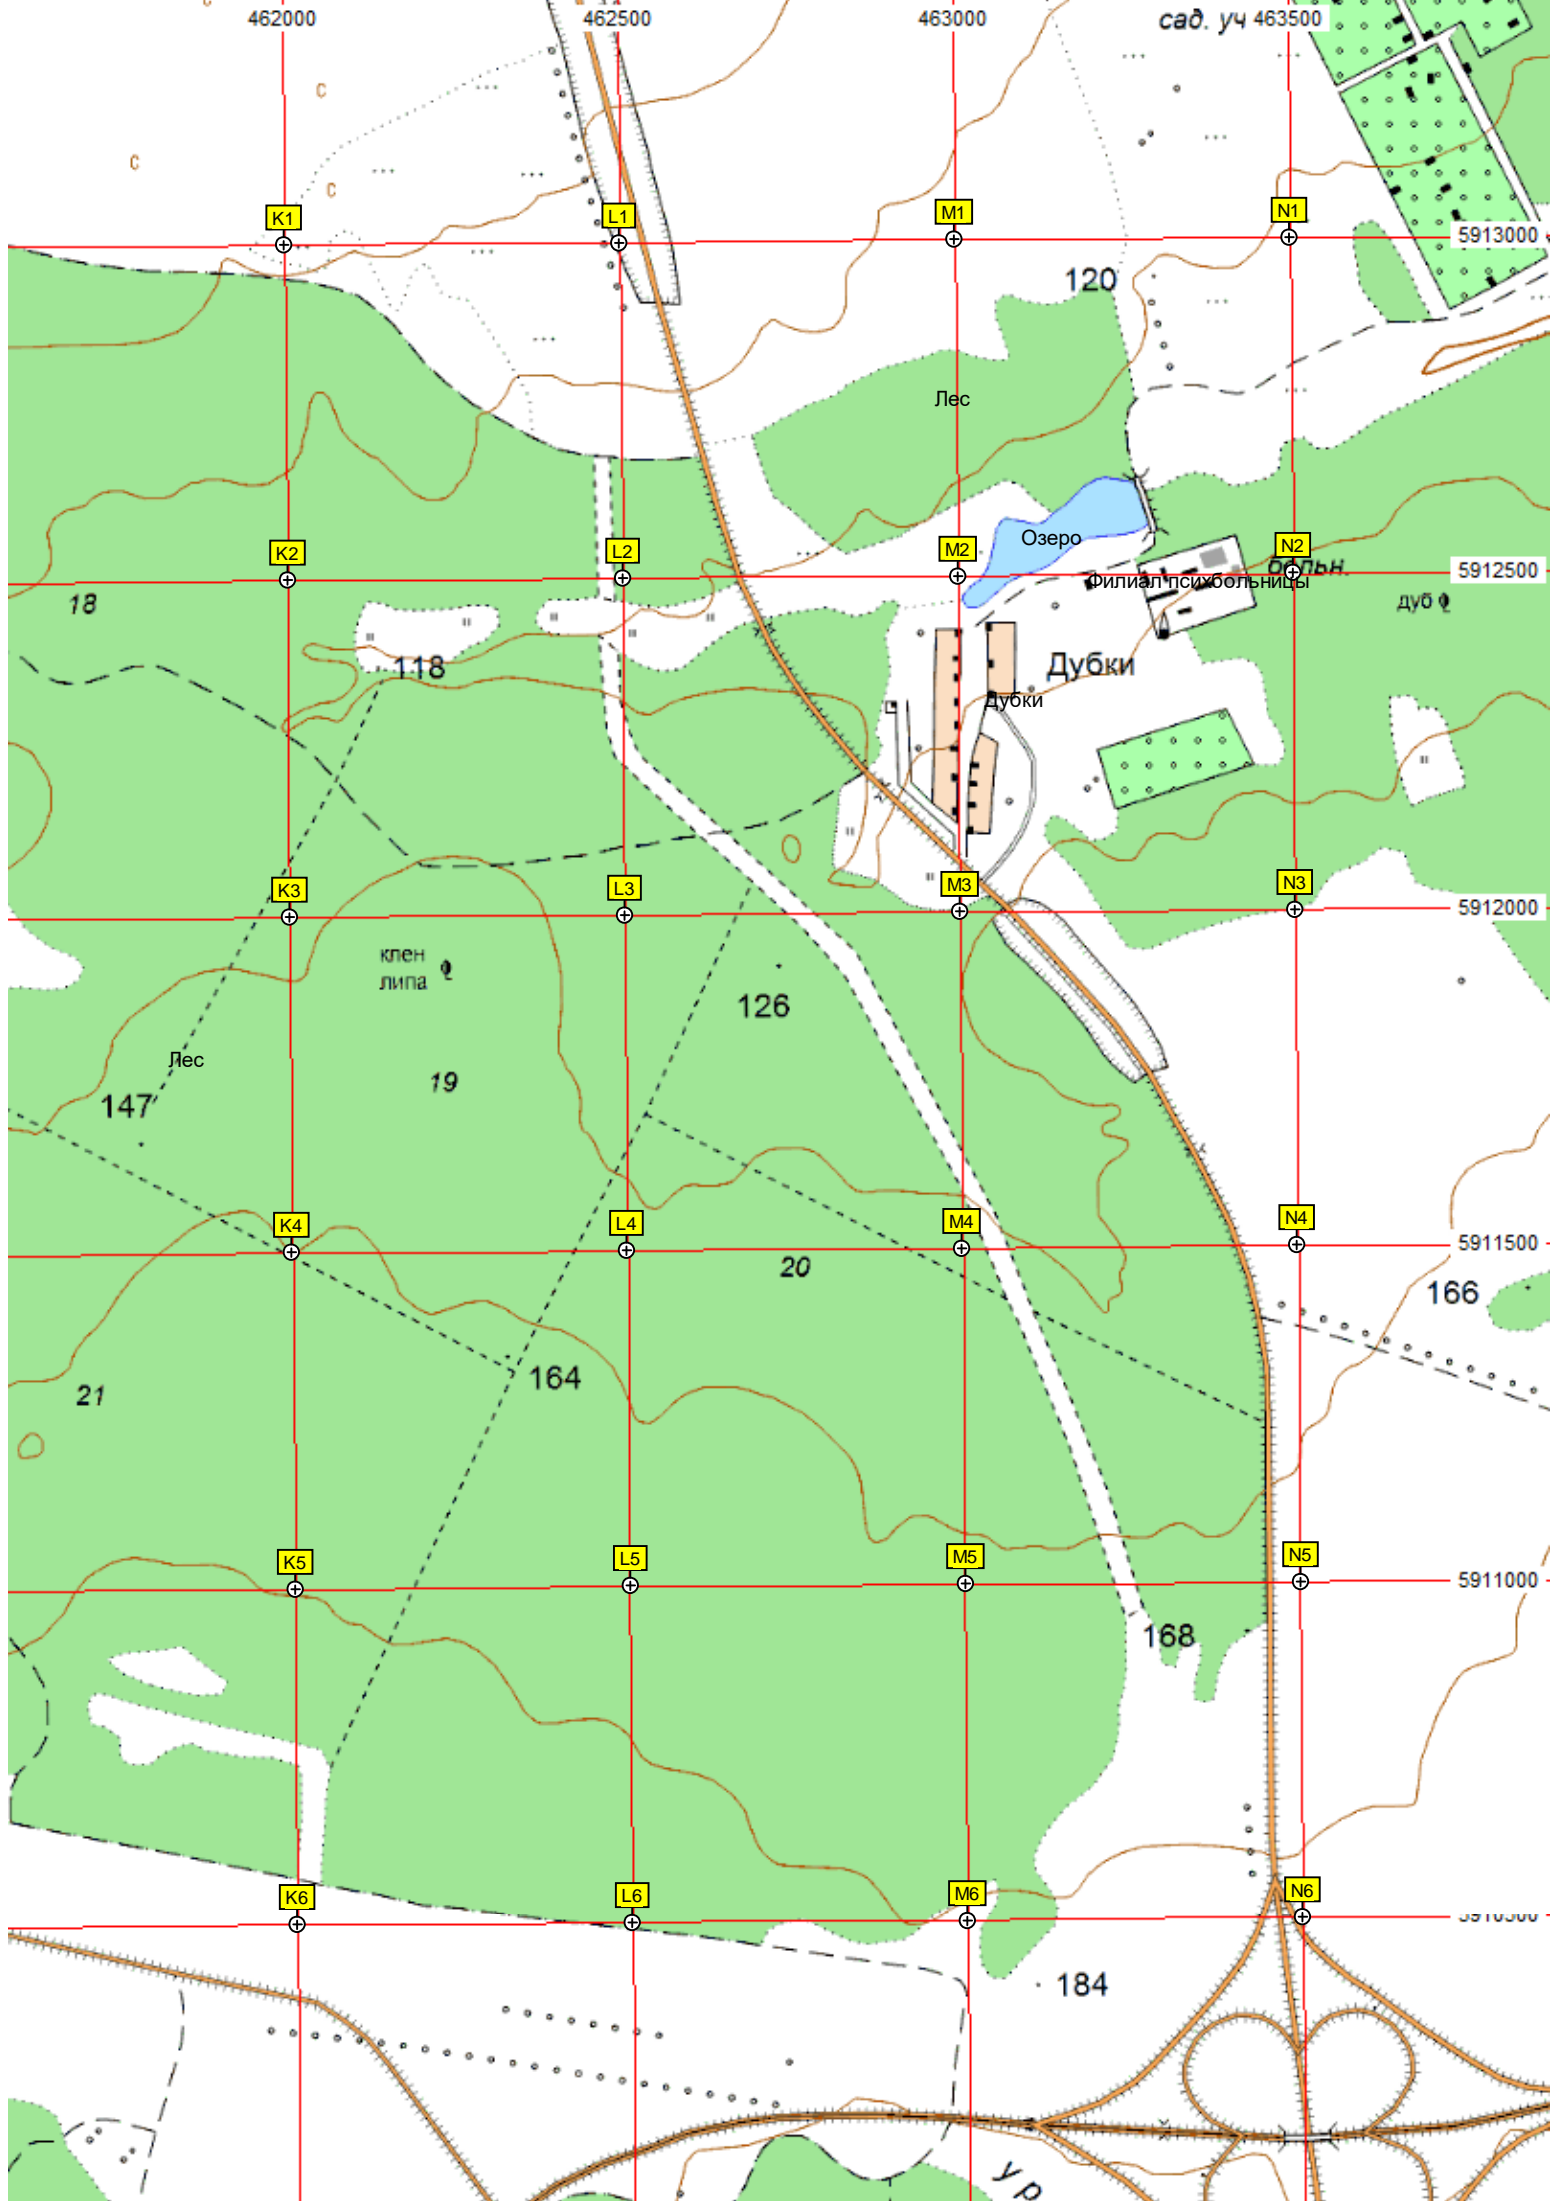 462000 462500 463000 сад. уч 463500
с
с
с
с
K1 L1 M1 N1
5913000
120
Лес
Озеро
K2 L2 M2 N2
больн.
5912500
Филиал психбольницы
18
дуб
118
Дубки
Дубки
K3 L3 M3 N3
5912000
клен
липа
126
Лес
19
147
K4 L4 M4 N4
5911500
20
166
164
21
K5 L5 M5 N5
5911000
168
K6 L6 M6 N6
5910500
184
ур